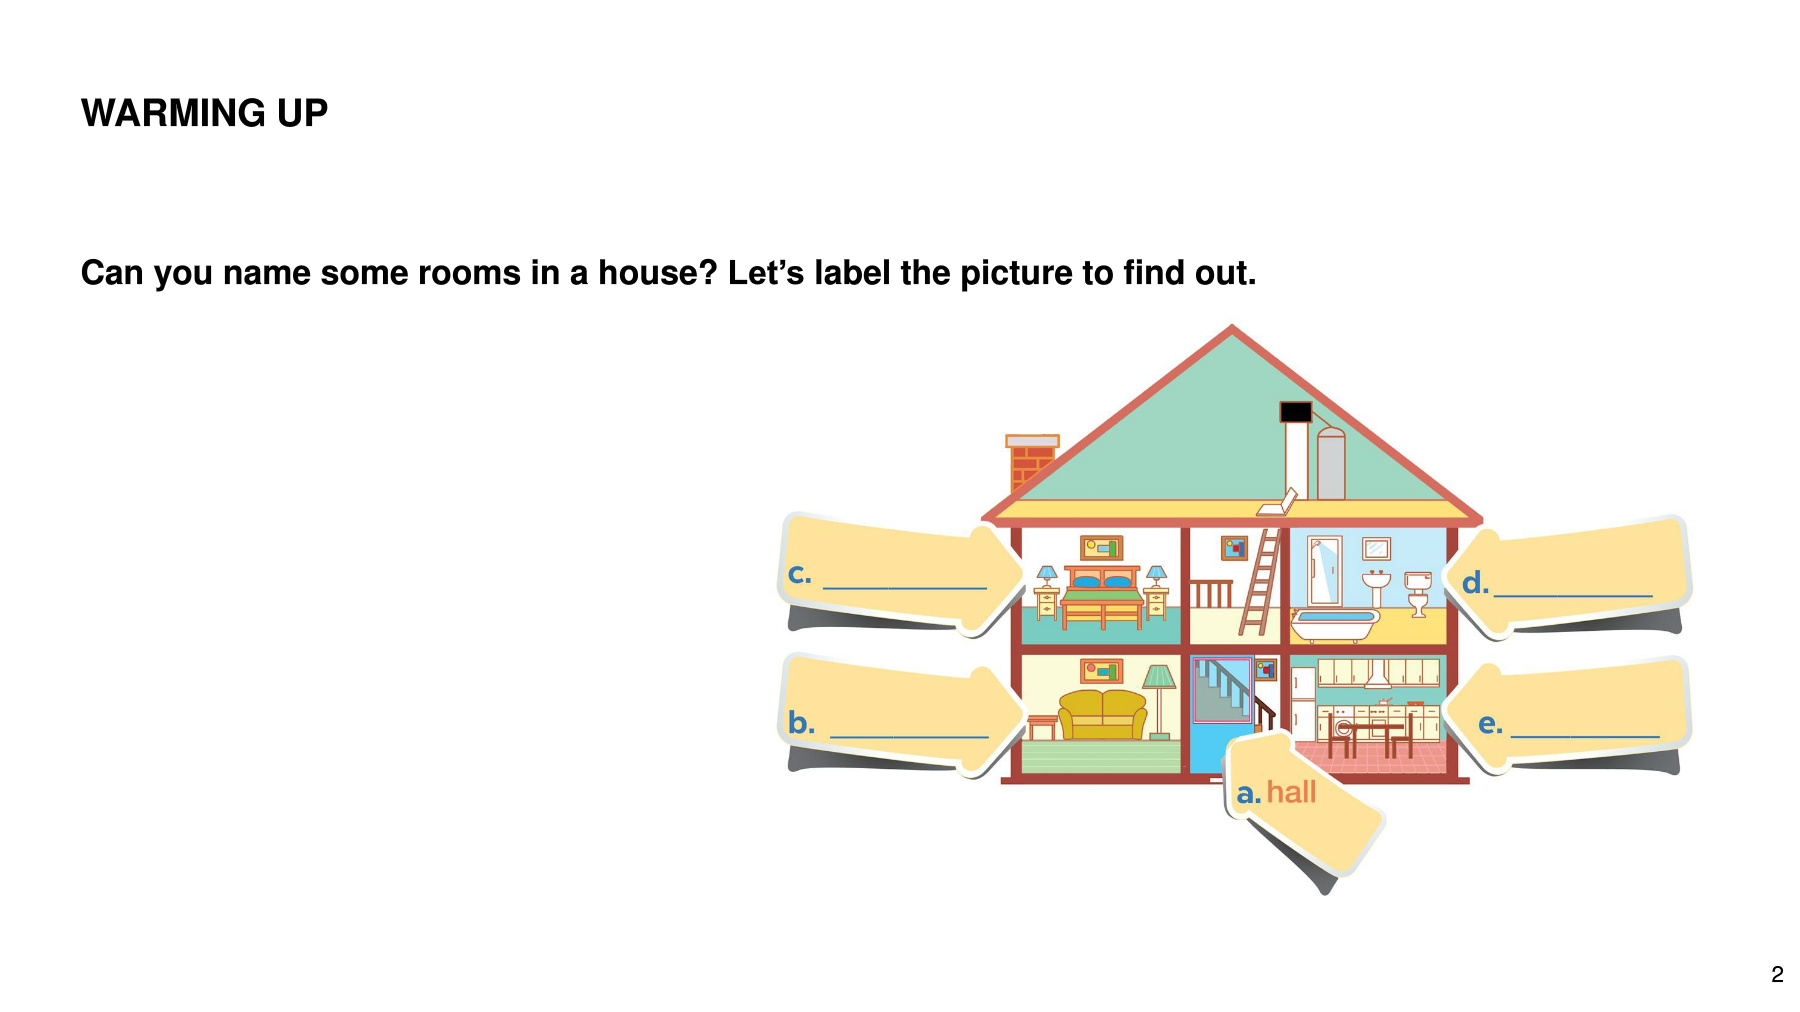 WARMING UP
Can you name some rooms in a house? Let’s label the picture to find out.
c. ___________
d. ___________
b. ___________
e. __________
a. hall
2